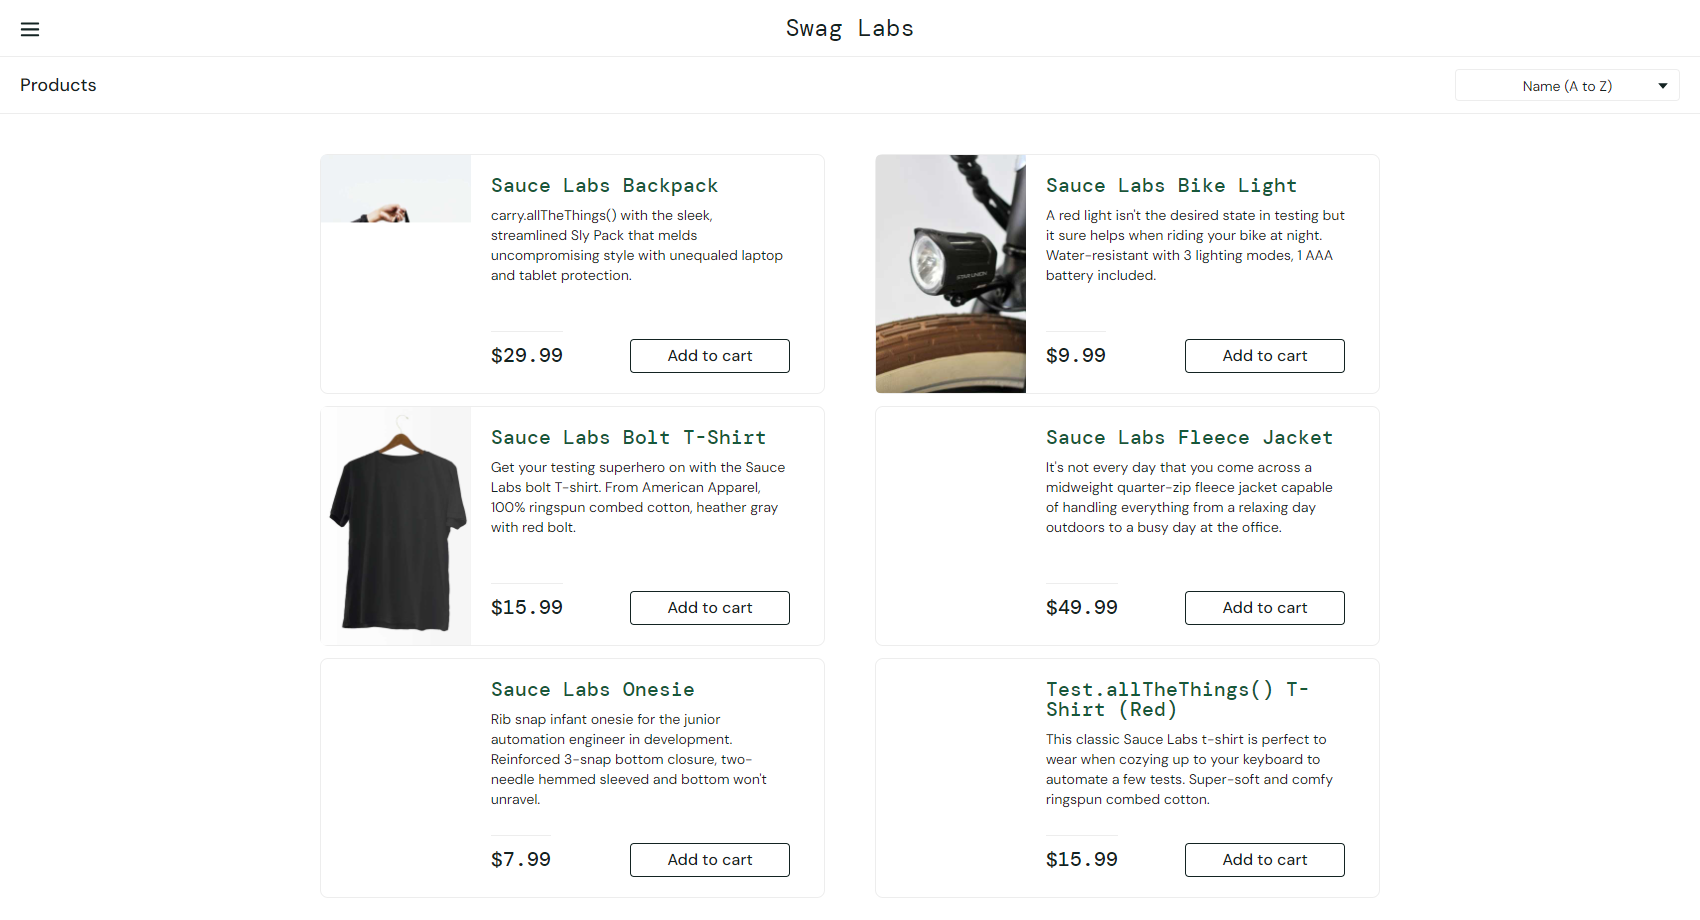 Swag Labs
Products
Name (A to Z)
Sauce Labs Backpack
carry.allTheThings() with the sleek,
streamlined Sly Pack that melds
uncompromising style with unequaled laptop
and tablet protection.
$29.99
Add to cart
Sauce Labs Bike Light
A red light isn't the desired state in testing but
it sure helps when riding your bike at night.
Water-resistant with 3 lighting modes, 1 AAA
battery included.
$9.99
Add to cart
Sauce Labs Bolt T-Shirt
Get your testing superhero on with the Sauce
Labs bolt T-shirt. From American Apparel,
100% ringspun combed cotton, heather gray
with red bolt.
$15.99
Add to cart
Sauce Labs Fleece Jacket
It's not every day that you come across a
midweight quarter-zip fleece jacket capable
of handling everything from a relaxing day
outdoors to a busy day at the office.
$49.99
Add to cart
Sauce Labs Onesie
Rib snap infant onesie for the junior
automation engineer in development.
Reinforced 3-snap bottom closure, two-
needle hemmed sleeved and bottom won't
unravel.
$7.99
Add to cart
Test.allTheThings() T-
Shirt (Red)
This classic Sauce Labs t-shirt is perfect to
wear when cozying up to your keyboard to
automate a few tests. Super-soft and comfy
ringspun combed cotton.
$15.99
Add to cart